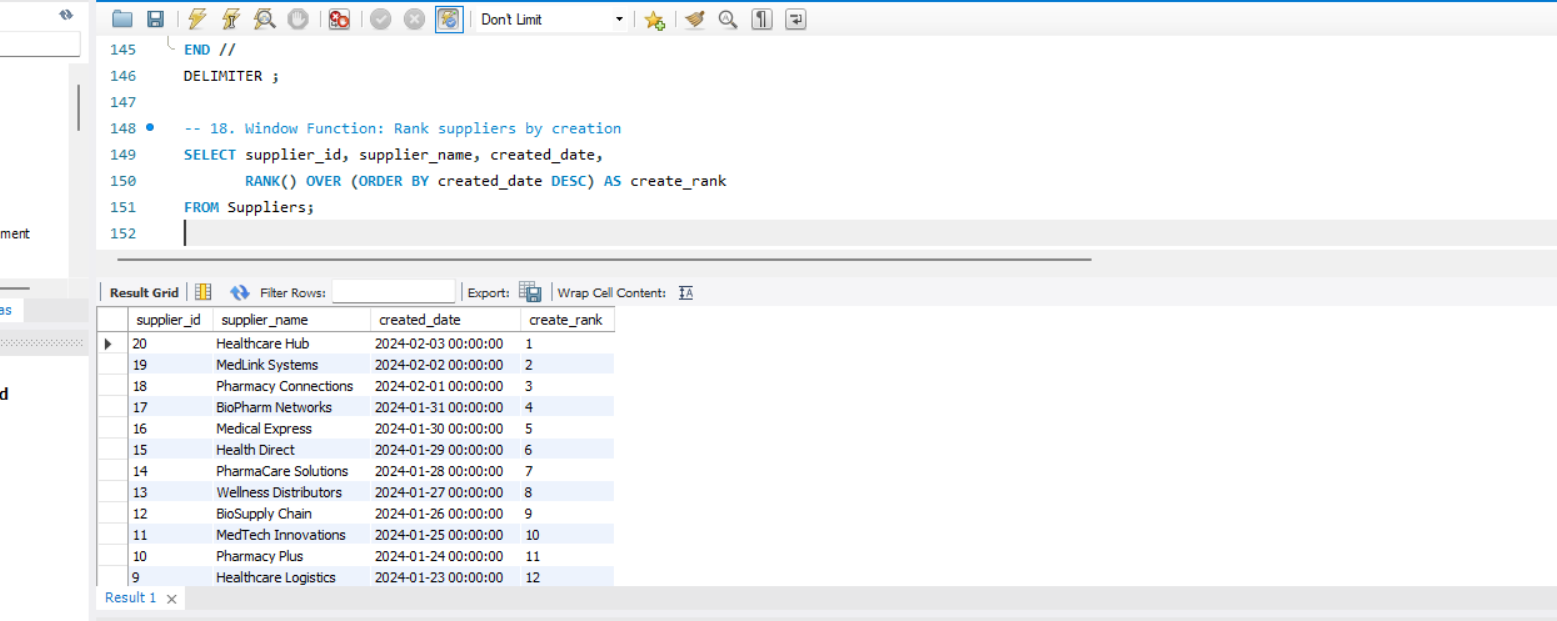 Don't Limit
145 END //
146 DELIMITER ;
147
148 -- 18. Window Function: Rank suppliers by creation
149 SELECT supplier_id, supplier_name, created_date,
150 RANK() OVER (ORDER BY created_date DESC) AS create_rank
151 FROM Suppliers;
152
ment
as
d
Result Grid Filter Rows: Export: Wrap Cell Content:
supplier_id supplier_name created_date create_rank
20 Healthcare Hub 2024-02-03 00:00:00 1
19 MedLink Systems 2024-02-02 00:00:00 2
18 Pharmacy Connections 2024-02-01 00:00:00 3
17 BioPharm Networks 2024-01-31 00:00:00 4
16 Medical Express 2024-01-30 00:00:00 5
15 Health Direct 2024-01-29 00:00:00 6
14 PharmaCare Solutions 2024-01-28 00:00:00 7
13 Wellness Distributors 2024-01-27 00:00:00 8
12 BioSupply Chain 2024-01-26 00:00:00 9
11 MedTech Innovations 2024-01-25 00:00:00 10
10 Pharmacy Plus 2024-01-24 00:00:00 11
9 Healthcare Logistics 2024-01-23 00:00:00 12
Result 1